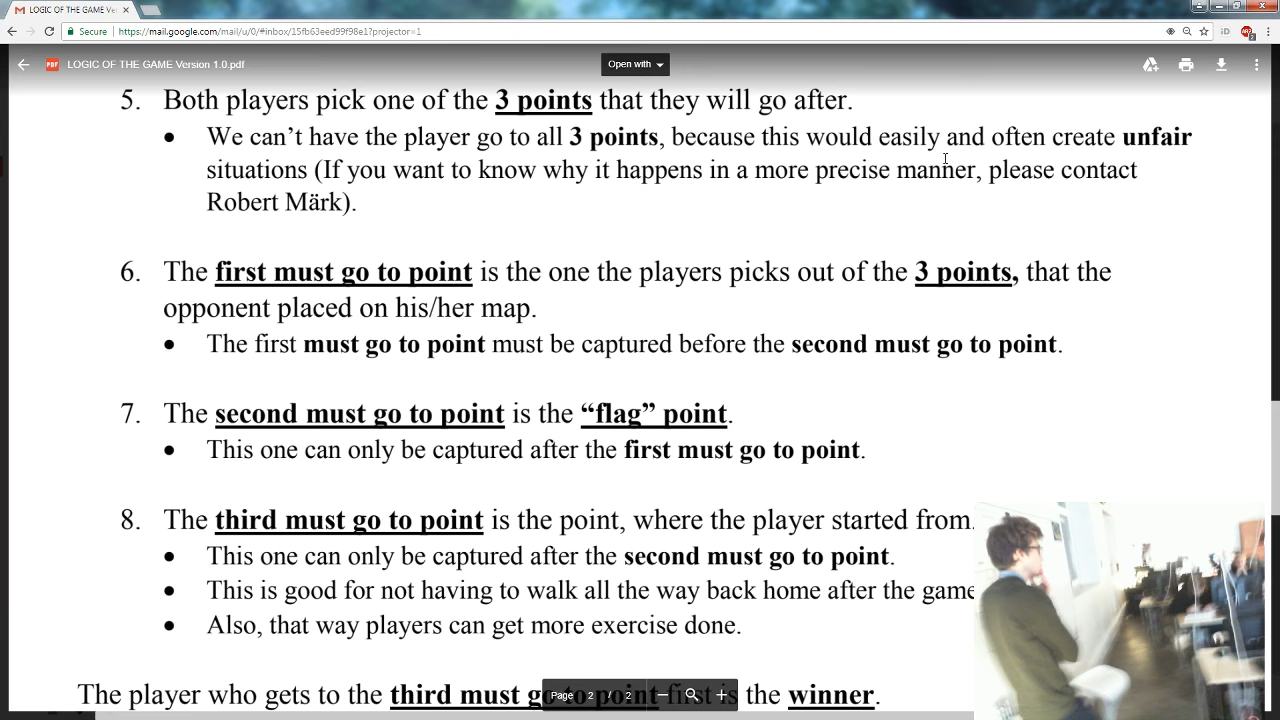 LOGIC OF THE GAME Ve
Secure https://mail.google.com/mail/u/0/#inbox/15fb63eed99f98e1?projector=1
LOGIC OF THE GAME Version 1.0.pdf
Open with
5. Both players pick one of the 3 points that they will go after.
• We can’t have the player go to all 3 points, because this would easily and often create unfair
situations (If you want to know why it happens in a more precise manner, please contact
Robert Märk).
6. The first must go to point is the one the players picks out of the 3 points, that the
opponent placed on his/her map.
• The first must go to point must be captured before the second must go to point.
7. The second must go to point is the “flag” point.
• This one can only be captured after the first must go to point.
8. The third must go to point is the point, where the player started from.
• This one can only be captured after the second must go to point.
• This is good for not having to walk all the way back home after the game
• Also, that way players can get more exercise done.
The player who gets to the third must go to point first is the winner.
Page 2 / 2